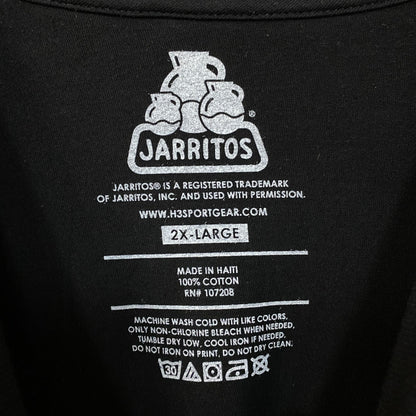 JARRITOS®
JARRITOS® IS A REGISTERED TRADEMARK
OF JARRITOS, INC. AND USED WITH PERMISSION.
WWW.H3SPORTGEAR.COM
2X-LARGE
MADE IN HAITI
100% COTTON
RN# 107208
MACHINE WASH COLD WITH LIKE COLORS,
ONLY NON-CHLORINE BLEACH WHEN NEEDED,
TUMBLE DRY LOW, COOL IRON IF NEEDED.
DO NOT IRON ON PRINT, DO NOT DRY CLEAN.
30